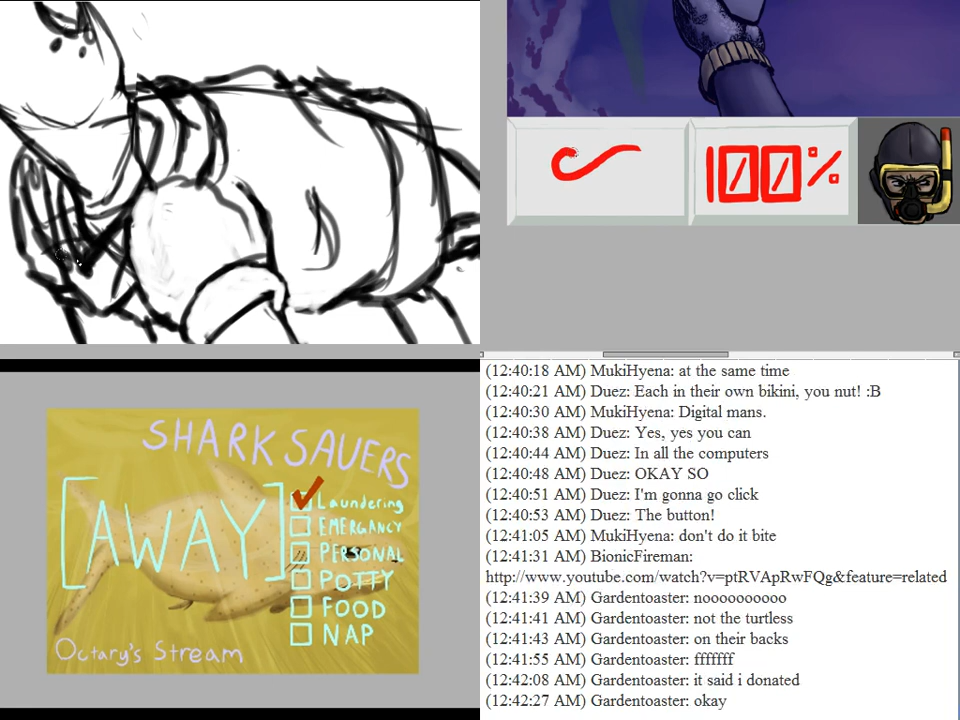 100%
SHARK SAUERS
[AWAY]
Laundering
EMERGANCY
PERSONAL
POTTY
FOOD
NAP
Octary's Stream
(12:40:18 AM) MukiHyena: at the same time
(12:40:21 AM) Duez: Each in their own bikini, you nut! :B
(12:40:30 AM) MukiHyena: Digital mans.
(12:40:38 AM) Duez: Yes, yes you can
(12:40:44 AM) Duez: In all the computers
(12:40:48 AM) Duez: OKAY SO
(12:40:51 AM) Duez: I'm gonna go click
(12:40:53 AM) Duez: The button!
(12:41:05 AM) MukiHyena: don't do it bite
(12:41:31 AM) BionicFireman:
http://www.youtube.com/watch?v=ptRVApRwFQg&feature=related
(12:41:39 AM) Gardentoaster: noooooooooo
(12:41:41 AM) Gardentoaster: not the turtless
(12:41:43 AM) Gardentoaster: on their backs
(12:41:55 AM) Gardentoaster: fffffff
(12:42:08 AM) Gardentoaster: it said i donated
(12:42:27 AM) Gardentoaster: okay